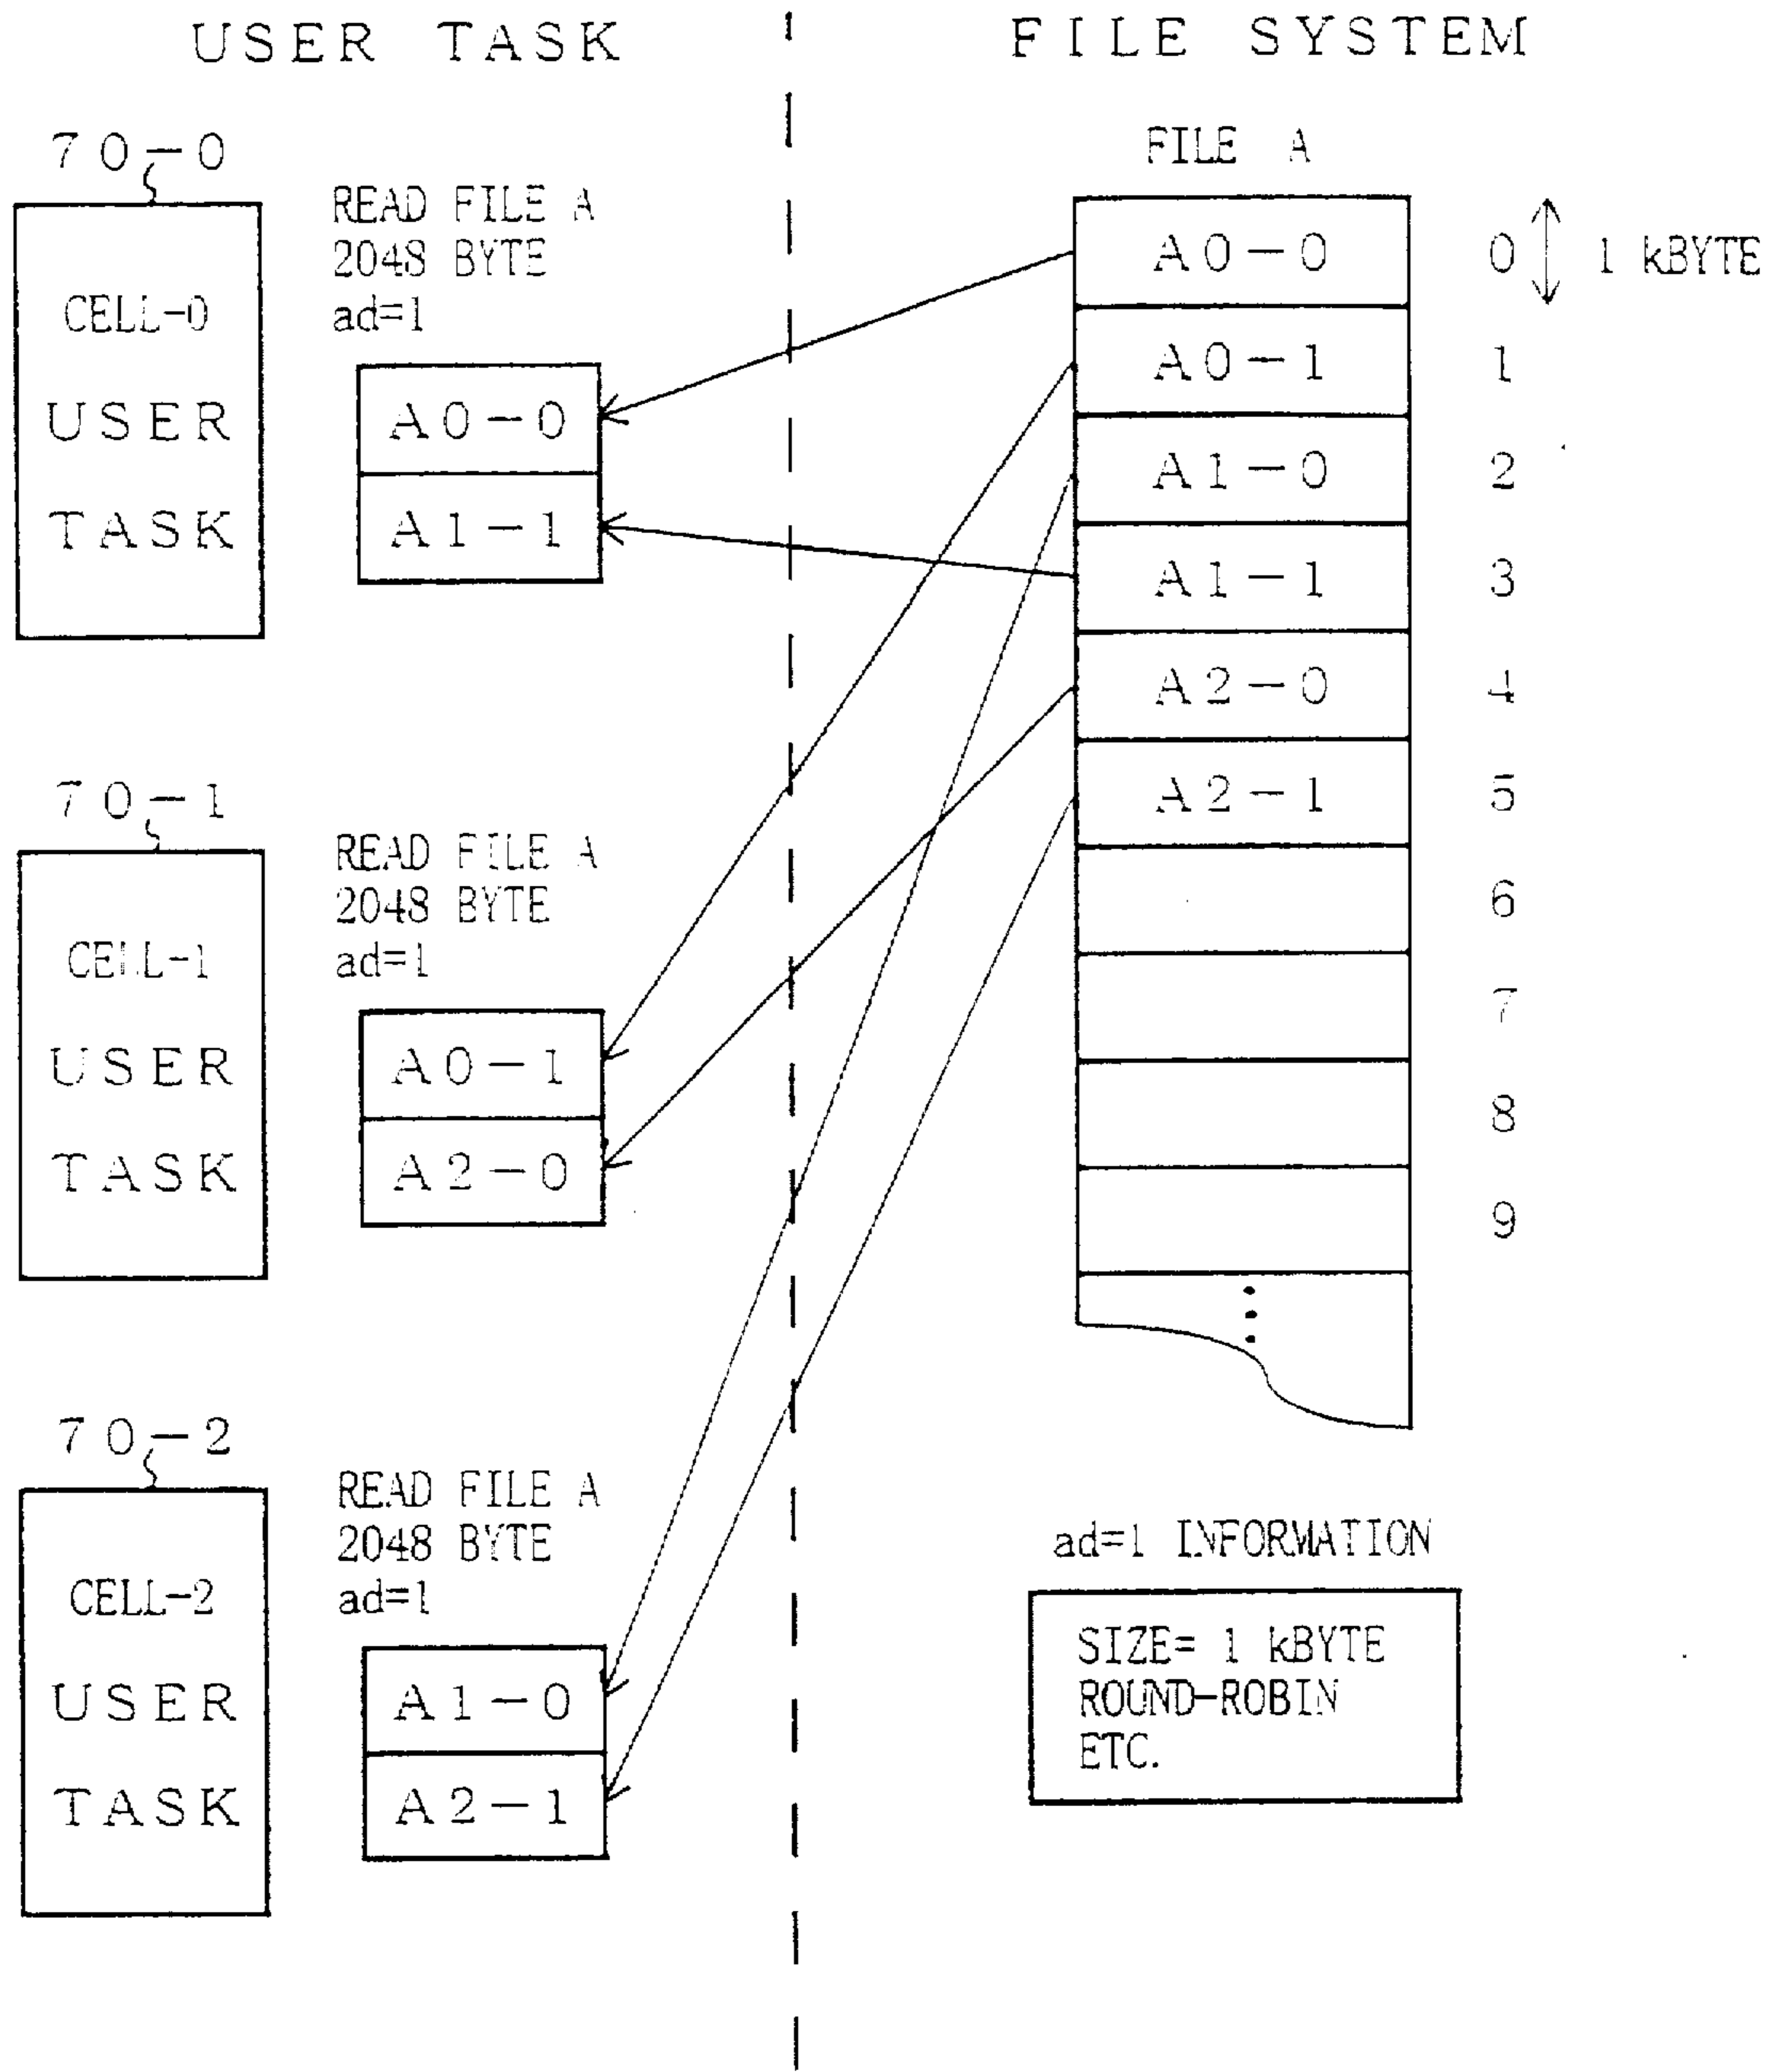 USER TASK
FILE SYSTEM
70-0
CELL-0
USER
TASK
READ FILE A
2048 BYTE
ad=1
A0-0
A1-1
70-1
CELL-1
USER
TASK
READ FILE A
2048 BYTE
ad=1
A0-1
A2-0
70-2
CELL-2
USER
TASK
READ FILE A
2048 BYTE
ad=1
A1-0
A2-1
FILE A
A0-0 0 1 kBYTE
A0-1 1
A1-0 2
A1-1 3
A2-0 4
A2-1 5
6
7
8
9
ad=1 INFORMATION
SIZE= 1 kBYTE
ROUND-ROBIN
ETC.